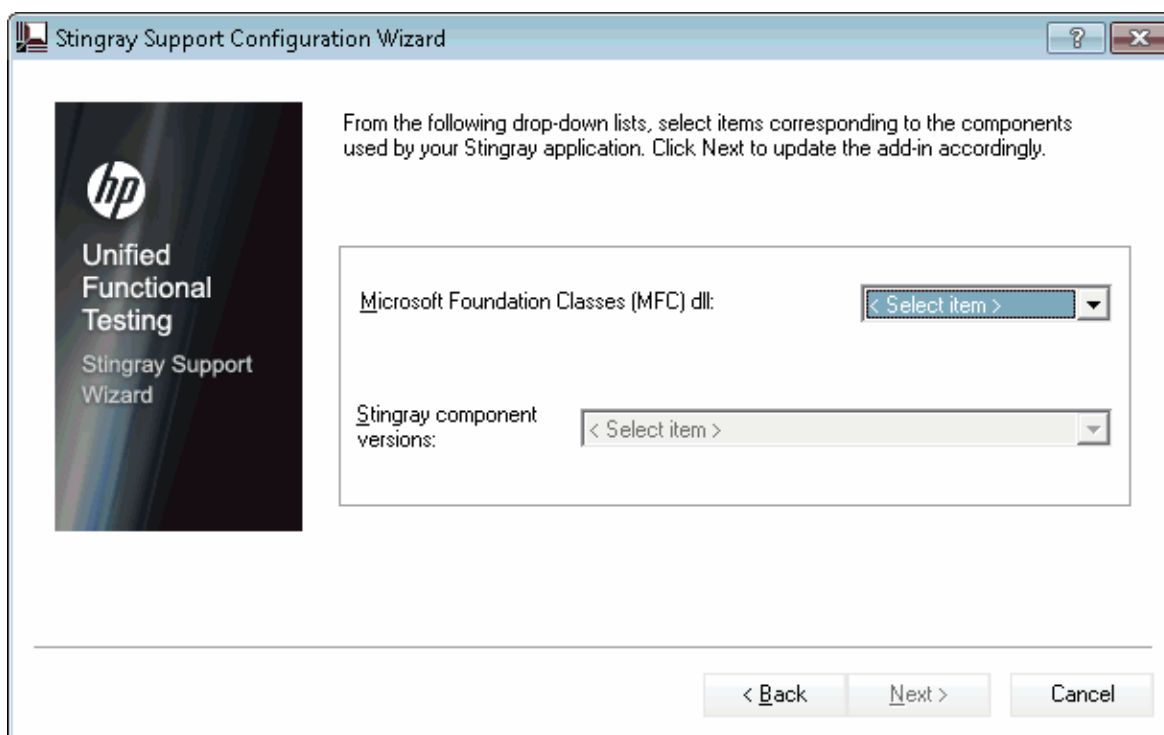 Stingray Support Configuration Wizard
?
From the following drop-down lists, select items corresponding to the components
used by your Stingray application. Click Next to update the add-in accordingly.
hp
Unified
Functional
Testing
Stingray Support
Wizard
Microsoft Foundation Classes (MFC) dll:
< Select item >
Stingray component
versions:
< Select item >
< Back
Next >
Cancel